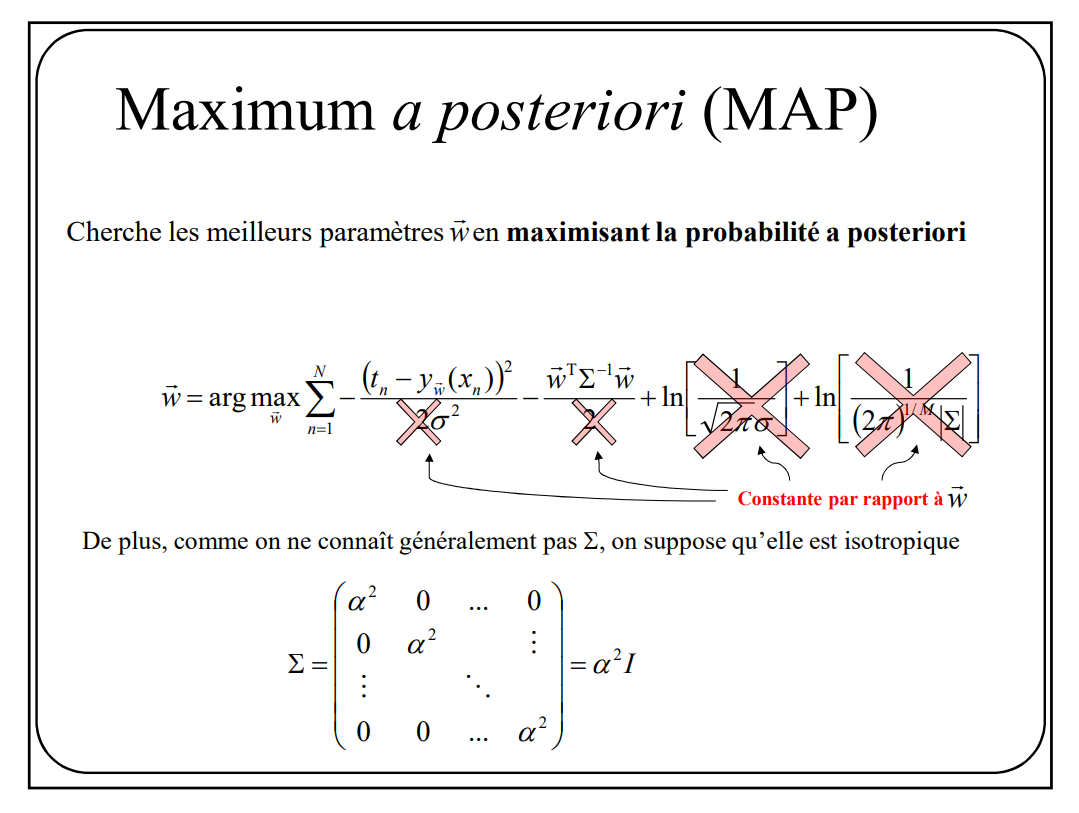 Maximum a posteriori (MAP)
Cherche les meilleurs paramètres w⃗ en maximisant la probabilité a posteriori
w⃗ = arg max_w⃗ ∑_{n=1}^{N} −(t_n − y_w⃗(x_n))² / 2σ² − w⃗ᵀΣ⁻¹w⃗ / 2 + ln[1 / √2πσ] + ln[1 / (2π)^{1/M}|Σ|]
Constante par rapport à w⃗
De plus, comme on ne connaît généralement pas Σ, on suppose qu’elle est isotropique
α² 0 ... 0
0 α² ⋮
Σ = = α²I
⋮ ⋱
0 0 ... α²